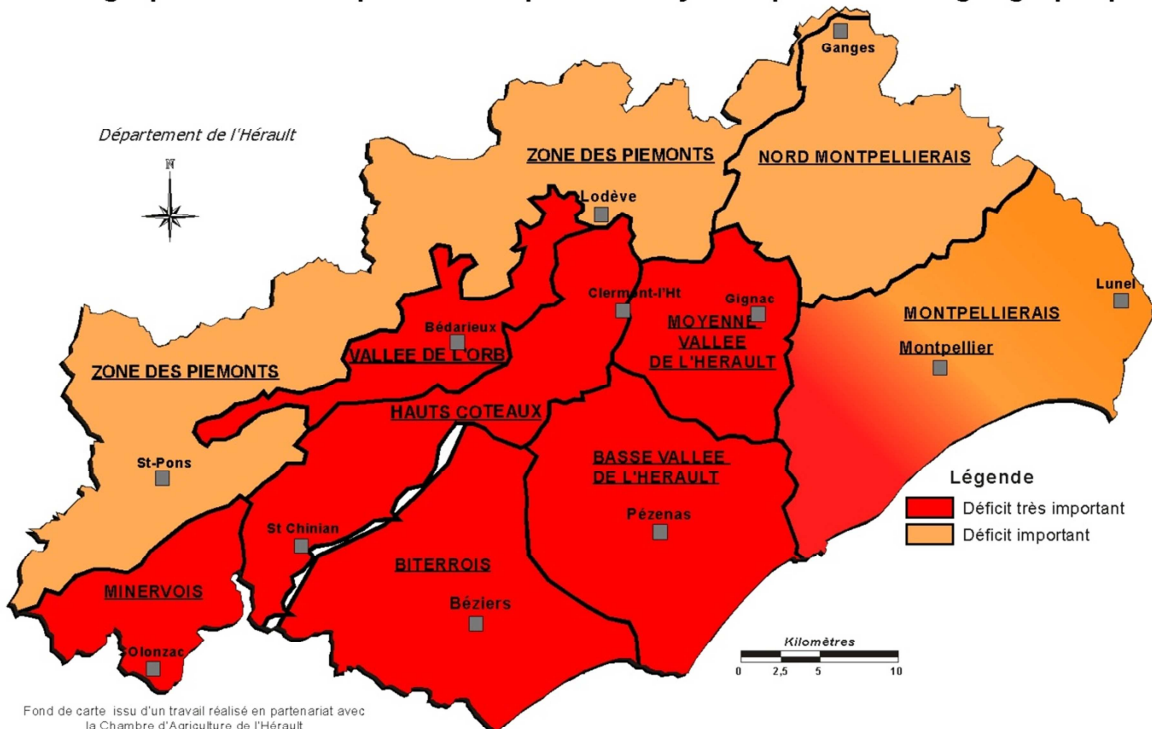 Ganges
Département de l'Hérault
N
ZONE DES PIEMONTS
NORD MONTPELLIERAIS
Lodève
Clermont-l'Ht
Gignac
Lunel
MONTPELLIERAIS
Bédarieux
MOYENNE
VALLEE
DE L'HERAULT
VALLEE DE L'ORB
Montpellier
ZONE DES PIEMONTS
HAUTS COTEAUX
St-Pons
BASSE VALLEE
DE L'HERAULT
Légende
Déficit très important
Déficit important
St Chinian
Pézenas
BITERROIS
MINERVOIS
Béziers
Olonzac
Kilomètres
0 2,5 5 10
Fond de carte issu d'un travail réalisé en partenariat avec
la Chambre d'Agriculture de l'Hérault